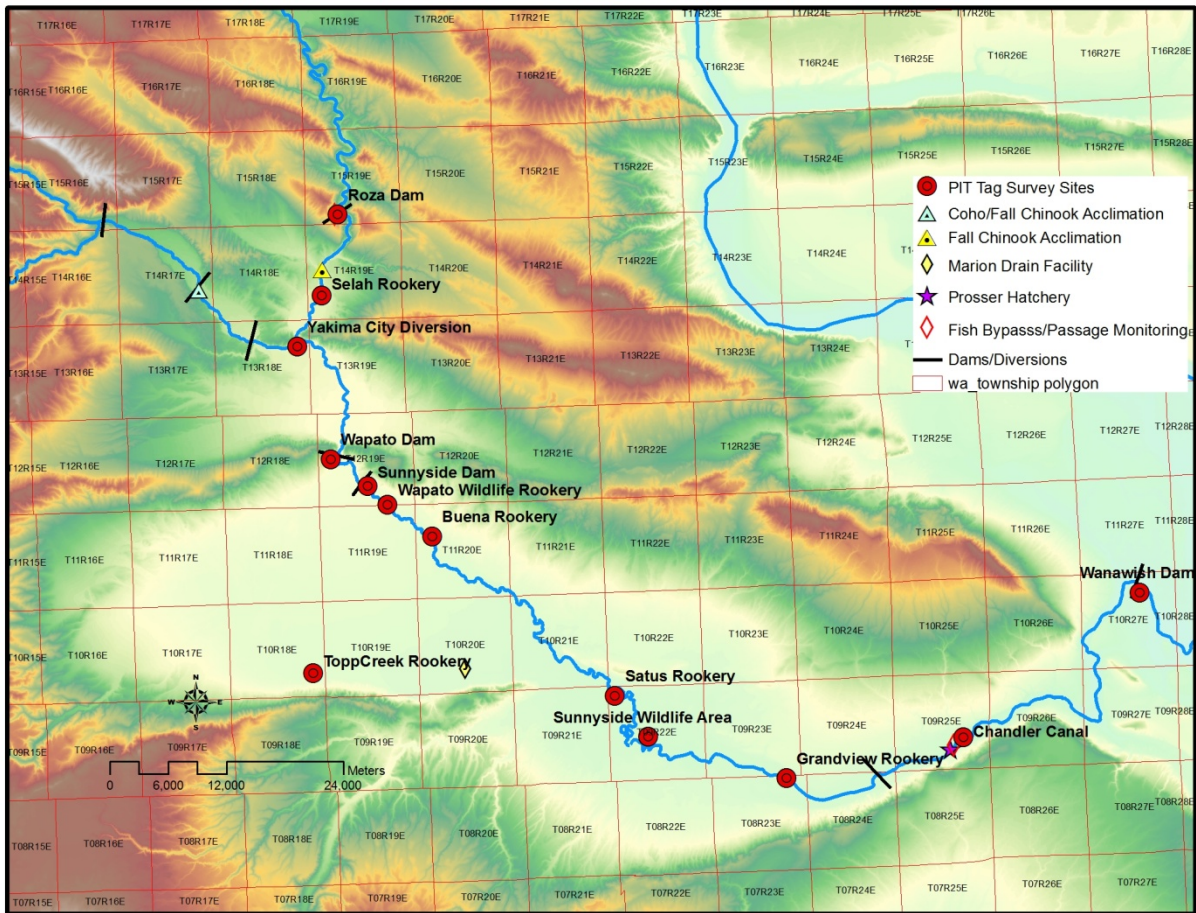 T17R16E T17R17E T17R18E T17R19E T17R20E T17R21E T17R22E T17R23E T17R24E T17R25E T17R26E T17R27E T17R28E
T16R15E T16R16E T16R17E T16R18E T16R19E T16R20E T16R21E T16R22E T16R23E T16R24E T16R25E T16R26E T16R27E T16R28E
T15R15E T15R16E T15R17E T15R18E T15R19E T15R20E T15R21E T15R22E T15R23E T15R24E T15R25E T15R26E T15R27E T15R28E
Roza Dam
PIT Tag Survey Sites
Coho/Fall Chinook Acclimation
Fall Chinook Acclimation
Marion Drain Facility
Prosser Hatchery
Fish Bypasss/Passage Monitoring
Dams/Diversions
wa_township polygon
T14R15E T14R16E T14R17E T14R18E T14R19E T14R20E T14R21E T14R22E T14R23E T14R24E
Selah Rookery
Yakima City Diversion
T13R15E T13R16E T13R17E T13R18E T13R19E T13R20E T13R21E T13R22E T13R23E T13R24E
Wapato Dam
T12R15E T12R16E T12R17E T12R18E T12R19E T12R20E T12R21E T12R22E T12R23E T12R24E T12R25E T12R26E T12R27E T12R28E
Sunnyside Dam
Wapato Wildlife Rookery
Buena Rookery
T11R15E T11R16E T11R17E T11R18E T11R19E T11R20E T11R21E T11R22E T11R23E T11R24E T11R25E T11R26E T11R27E T11R28E
Wanawish Dam
T10R15E T10R16E T10R17E T10R18E T10R19E T10R20E T10R21E T10R22E T10R23E T10R24E T10R25E T10R26E T10R27E T10R28E
ToppCreek Rookery
Satus Rookery
Sunnyside Wildlife Area
N
W E
S
T09R15E T09R16E T09R17E T09R18E T09R19E T09R20E T09R21E T09R23E T09R24E T09R25E T09R26E T09R27E T09R28E
Chandler Canal
Grandview Rookery
Meters
0 6,000 12,000 24,000
T08R15E T08R16E T08R17E T08R18E T08R19E T08R20E T08R21E T08R22E T08R23E T08R24E T08R25E T08R26E T08R27E T08R28E
T07R15E T07R16E T07R17E T07R18E T07R19E T07R20E T07R21E T07R22E T07R23E T07R24E T07R25E T07R26E T07R27E